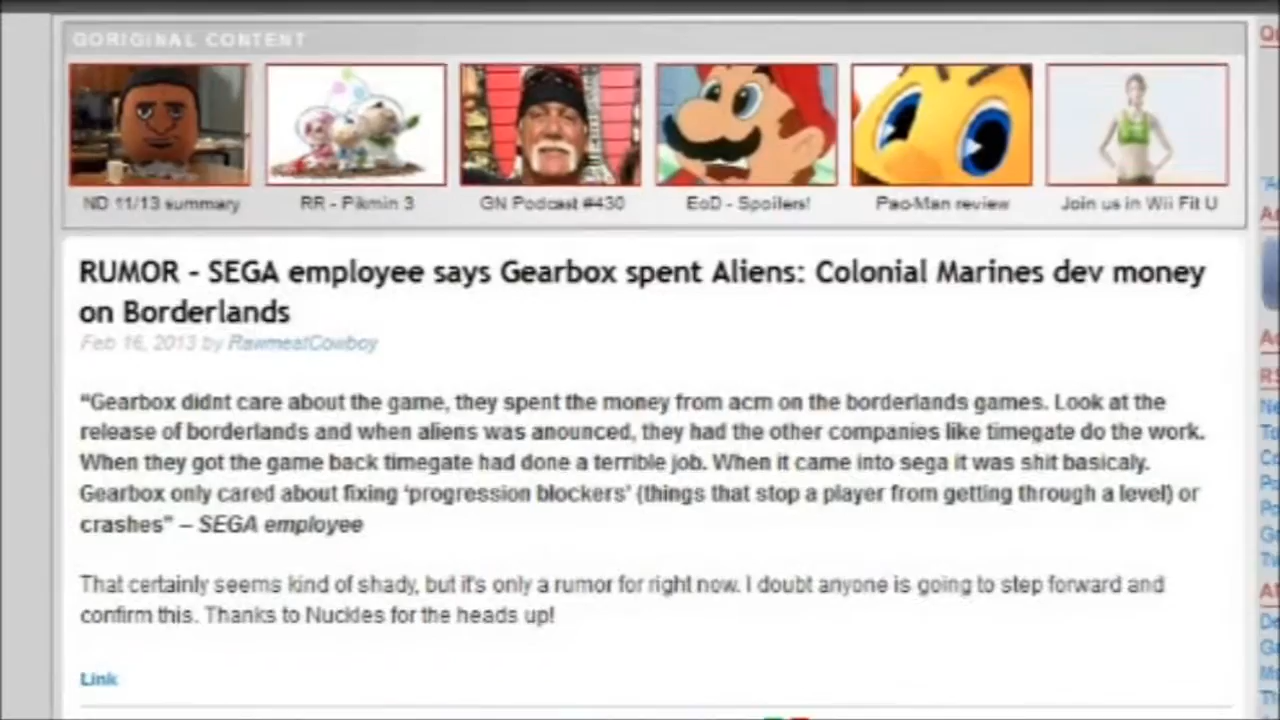 GORIGINAL CONTENT
ND 11/13 summary
RR - Pikmin 3
GN Podcast #430
EoD - Spoilers!
Pac-Man review
Join us in Wii Fit U
RUMOR - SEGA employee says Gearbox spent Aliens: Colonial Marines dev money
on Borderlands
Feb 16, 2013 by RawmeatCowboy
"Gearbox didnt care about the game, they spent the money from acm on the borderlands games. Look at the
release of borderlands and when aliens was anounced, they had the other companies like timegate do the work.
When they got the game back timegate had done a terrible job. When it came into sega it was shit basicaly.
Gearbox only cared about fixing 'progression blockers' (things that stop a player from getting through a level) or
crashes" – SEGA employee
That certainly seems kind of shady, but it's only a rumor for right now. I doubt anyone is going to step forward and
confirm this. Thanks to Nuckles for the heads up!
Link